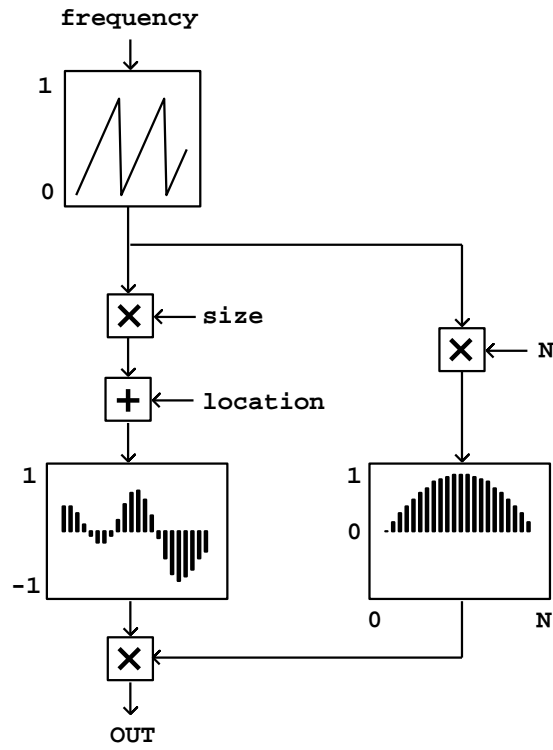 frequency
1
0
× size
× N
+ location
1
-1
1
0
0 N
×
OUT